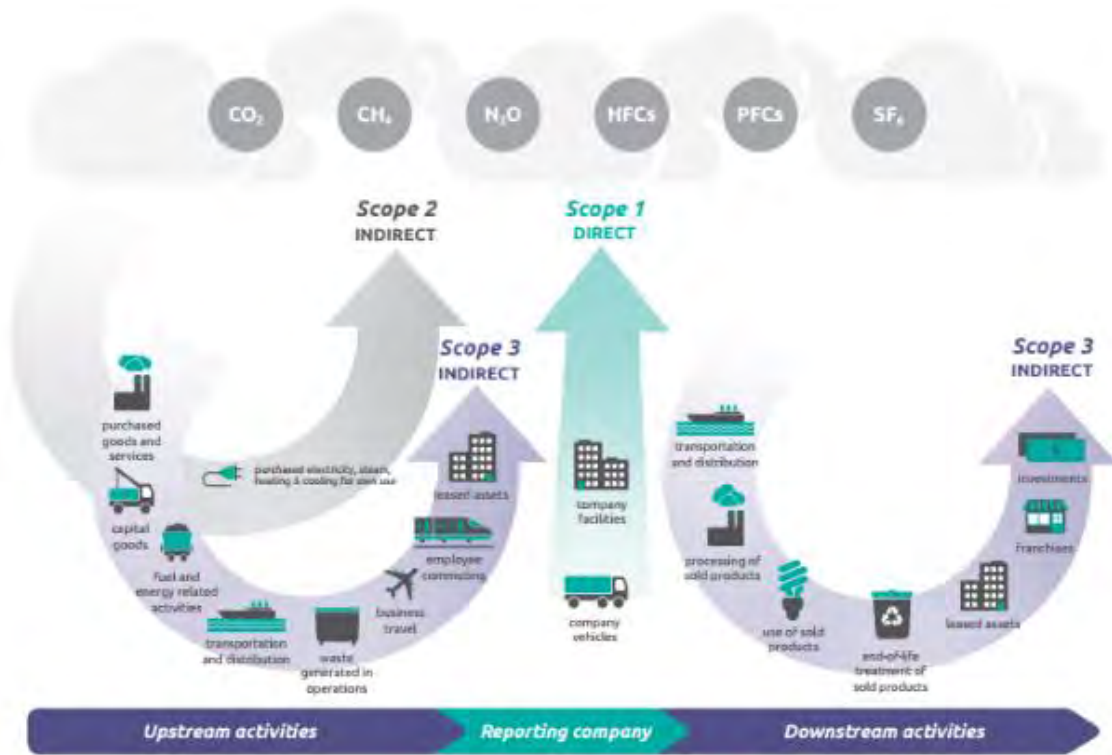 CO₂
CH₄
N₂O
HFCs
PFCs
SF₆
Scope 2
INDIRECT
Scope 1
DIRECT
Scope 3
INDIRECT
Scope 3
INDIRECT
purchased
goods and
services
capital
goods
fuel and
energy related
activities
transportation
and distribution
waste
generated in
operations
business
travel
employee
commuting
leased assets
purchased electricity, steam,
heating & cooling for own use
company
facilities
company
vehicles
transportation
and distribution
processing of
sold products
use of sold
products
end-of-life
treatment of
sold products
leased assets
franchises
investments
Upstream activities
Reporting company
Downstream activities